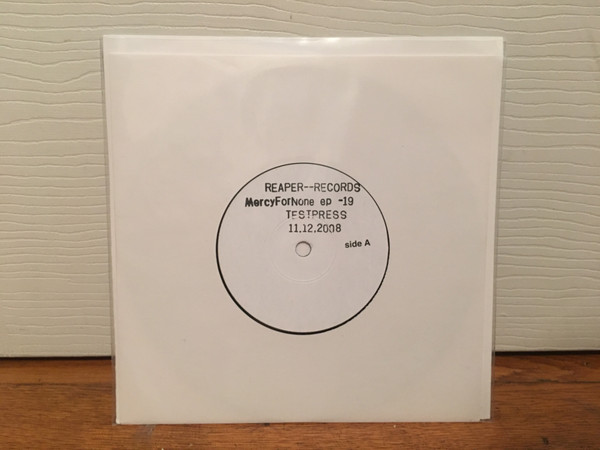 REAPER--RECORDS
MercyForNone ep -19
TESTPRESS
11.12.2008
side A